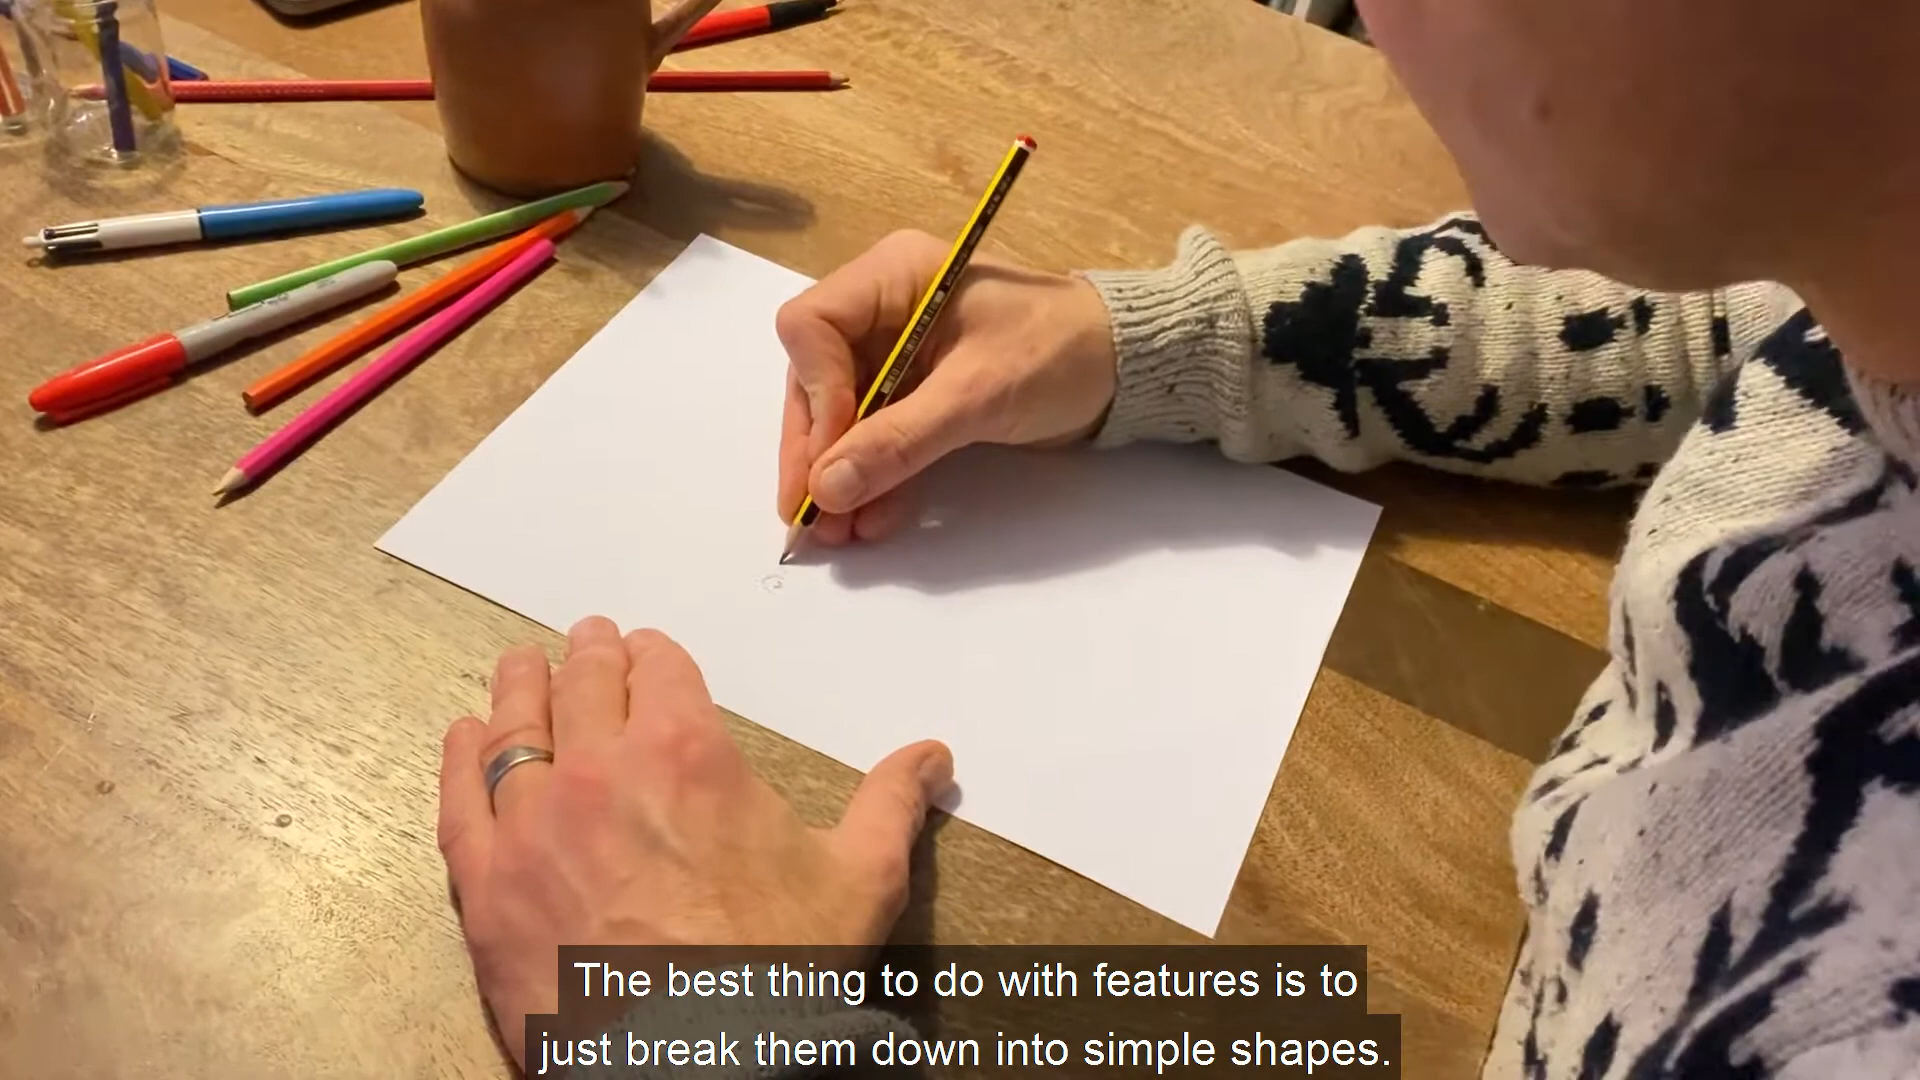 The best thing to do with features is to
just break them down into simple shapes.